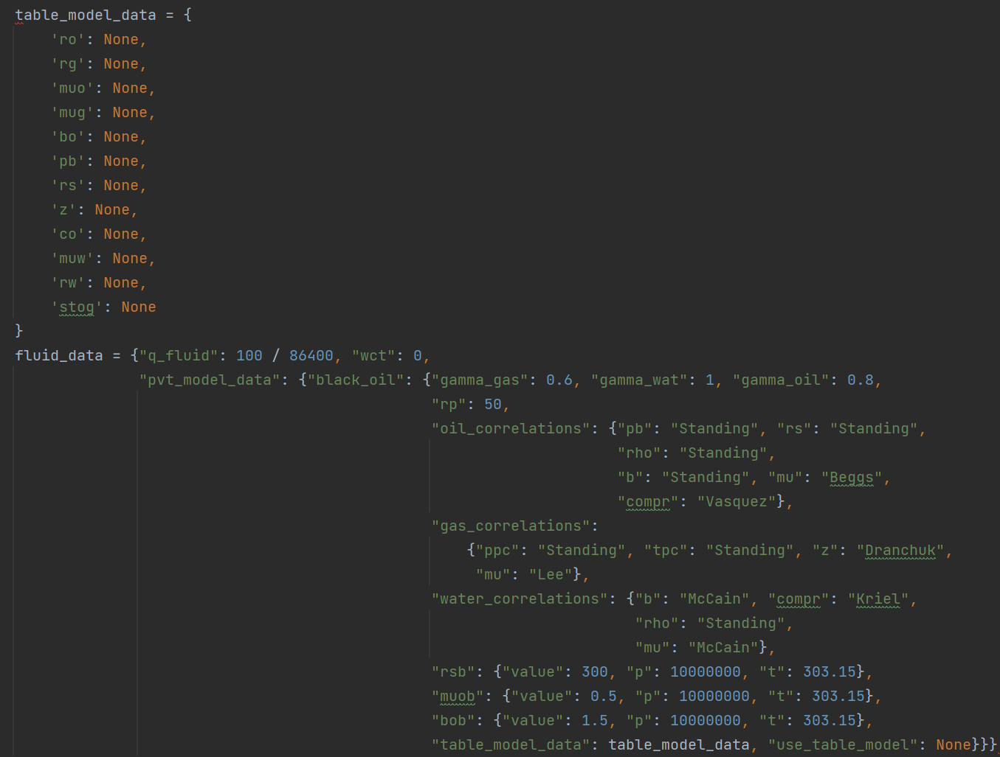 table_model_data = {
    'ro': None,
    'rg': None,
    'muo': None,
    'mug': None,
    'bo': None,
    'pb': None,
    'rs': None,
    'z': None,
    'co': None,
    'muw': None,
    'rw': None,
    'stog': None
}
fluid_data = {"q_fluid": 100 / 86400, "wct": 0,
              "pvt_model_data": {"black_oil": {"gamma_gas": 0.6, "gamma_wat": 1, "gamma_oil": 0.8,
                                               "rp": 50,
                                               "oil_correlations": {"pb": "Standing", "rs": "Standing",
                                                                    "rho": "Standing",
                                                                    "b": "Standing", "mu": "Beggs",
                                                                    "compr": "Vasquez"},
                                               "gas_correlations":
                                                   {"ppc": "Standing", "tpc": "Standing", "z": "Dranchuk",
                                                    "mu": "Lee"},
                                               "water_correlations": {"b": "McCain", "compr": "Kriel",
                                                                      "rho": "Standing",
                                                                      "mu": "McCain"},
                                               "rsb": {"value": 300, "p": 10000000, "t": 303.15},
                                               "muob": {"value": 0.5, "p": 10000000, "t": 303.15},
                                               "bob": {"value": 1.5, "p": 10000000, "t": 303.15},
                                               "table_model_data": table_model_data, "use_table_model": None}}}